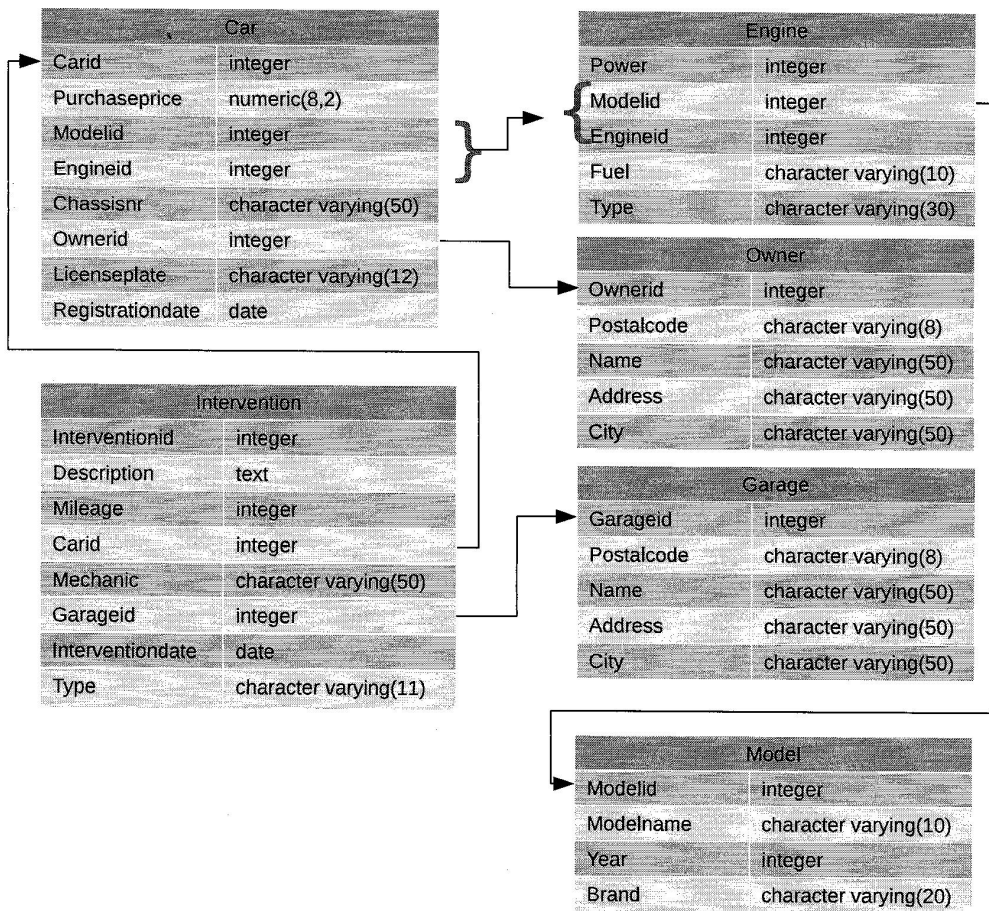 Car
Carid integer
Purchaseprice numeric(8,2)
Modelid integer
Engineid integer
Chassisnr character varying(50)
Ownerid integer
Licenseplate character varying(12)
Registrationdate date
Engine
Power integer
Modelid integer
Engineid integer
Fuel character varying(10)
Type character varying(30)
Owner
Ownerid integer
Postalcode character varying(8)
Name character varying(50)
Address character varying(50)
City character varying(50)
Intervention
Interventionid integer
Description text
Mileage integer
Carid integer
Mechanic character varying(50)
Garageid integer
Interventiondate date
Type character varying(11)
Garage
Garageid integer
Postalcode character varying(8)
Name character varying(50)
Address character varying(50)
City character varying(50)
Model
Modelid integer
Modelname character varying(10)
Year integer
Brand character varying(20)